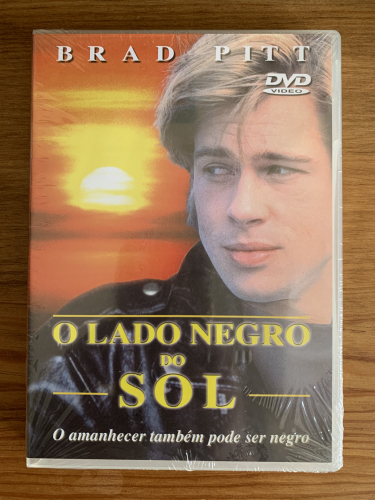 BRAD PITT
DVD
VIDEO
O LADO NEGRO
DO
SOL
O amanhecer também pode ser negro